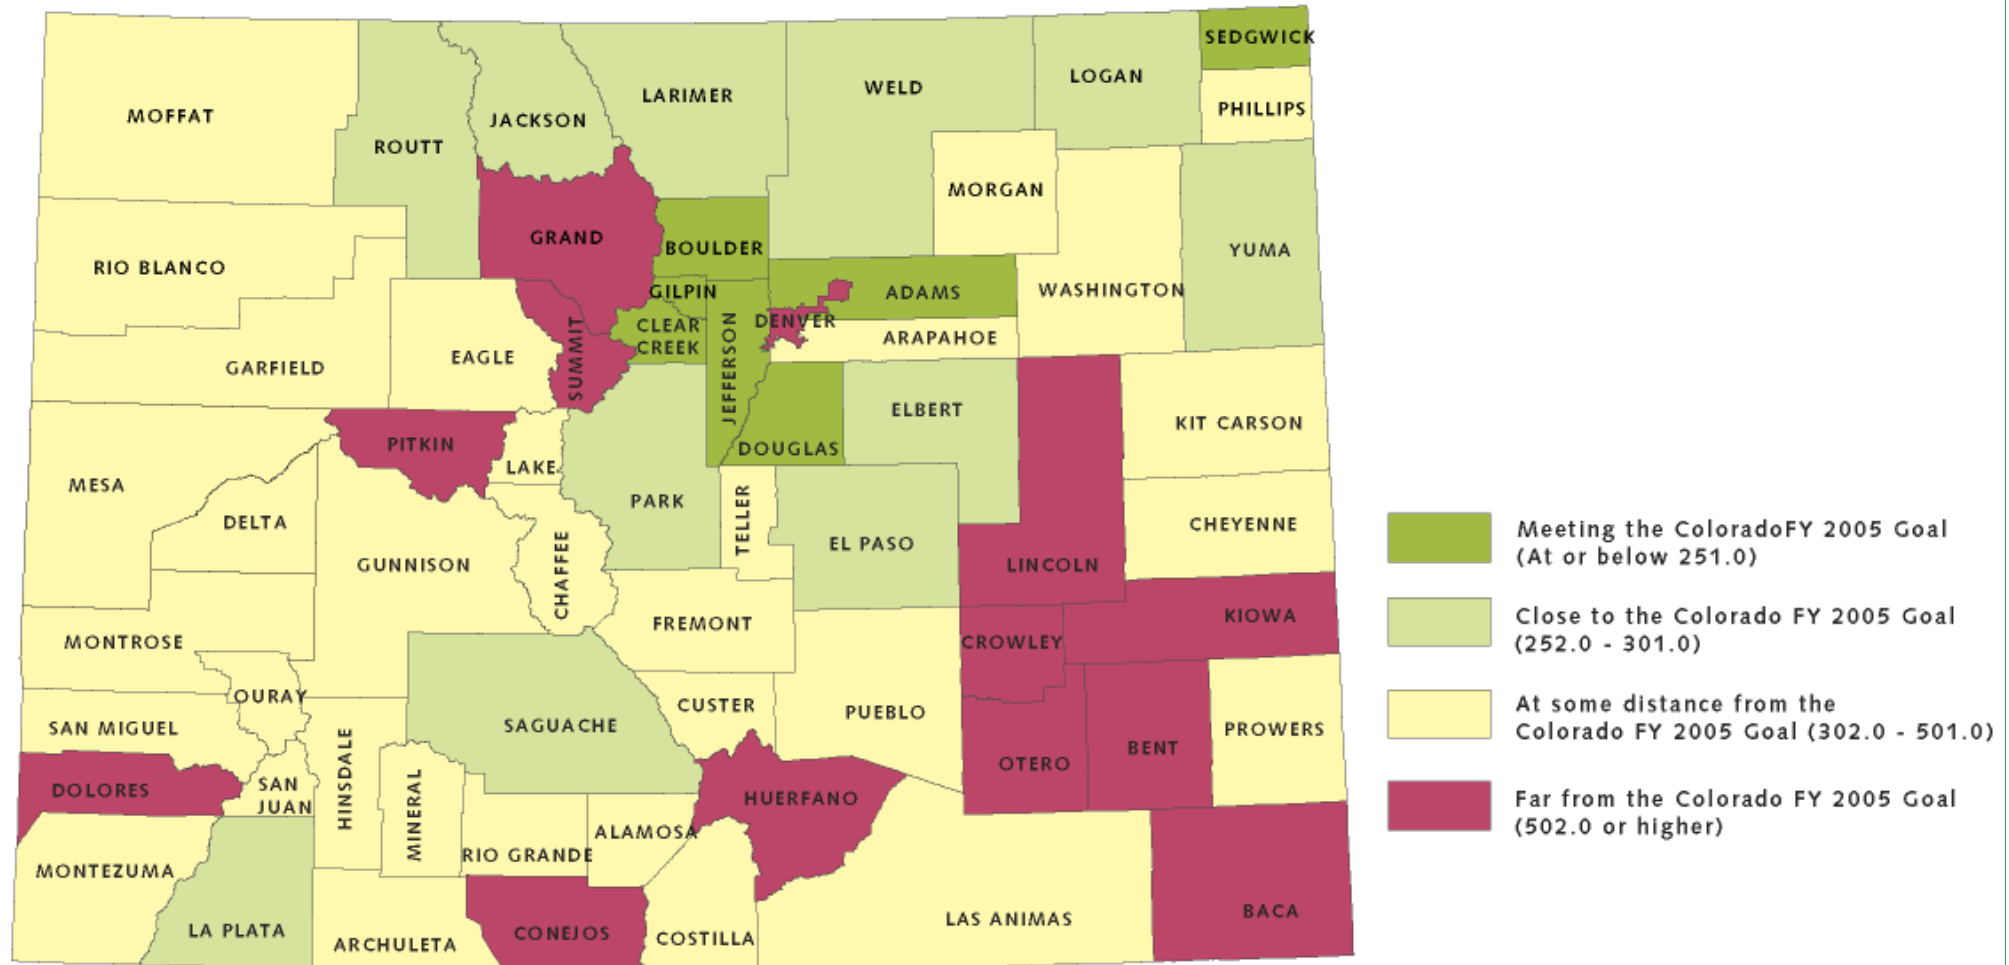 SEDGWICK
LOGAN
WELD
LARIMER
PHILLIPS
MOFFAT
JACKSON
ROUTT
MORGAN
GRAND
BOULDER
YUMA
RIO BLANCO
GILPIN
ADAMS
WASHINGTON
DENVER
CLEAR
CREEK
ARAPAHOE
EAGLE
SUMMIT
JEFFERSON
GARFIELD
ELBERT
KIT CARSON
PITKIN
DOUGLAS
LAKE
MESA
PARK
TELLER
DELTA
CHEYENNE
EL PASO
GUNNISON
CHAFFEE
LINCOLN
KIOWA
FREMONT
MONTROSE
CROWLEY
OURAY
CUSTER
PUEBLO
SAGUACHE
SAN MIGUEL
PROWERS
BENT
OTERO
HINSDALE
DOLORES
SAN
JUAN
HUERFANO
MINERAL
ALAMOSA
RIO GRANDE
MONTEZUMA
BACA
LAS ANIMAS
LA PLATA
CONEJOS
COSTILLA
ARCHULETA
Meeting the ColoradoFY 2005 Goal
(At or below 251.0)
Close to the Colorado FY 2005 Goal
(252.0 - 301.0)
At some distance from the
Colorado FY 2005 Goal (302.0 - 501.0)
Far from the Colorado FY 2005 Goal
(502.0 or higher)